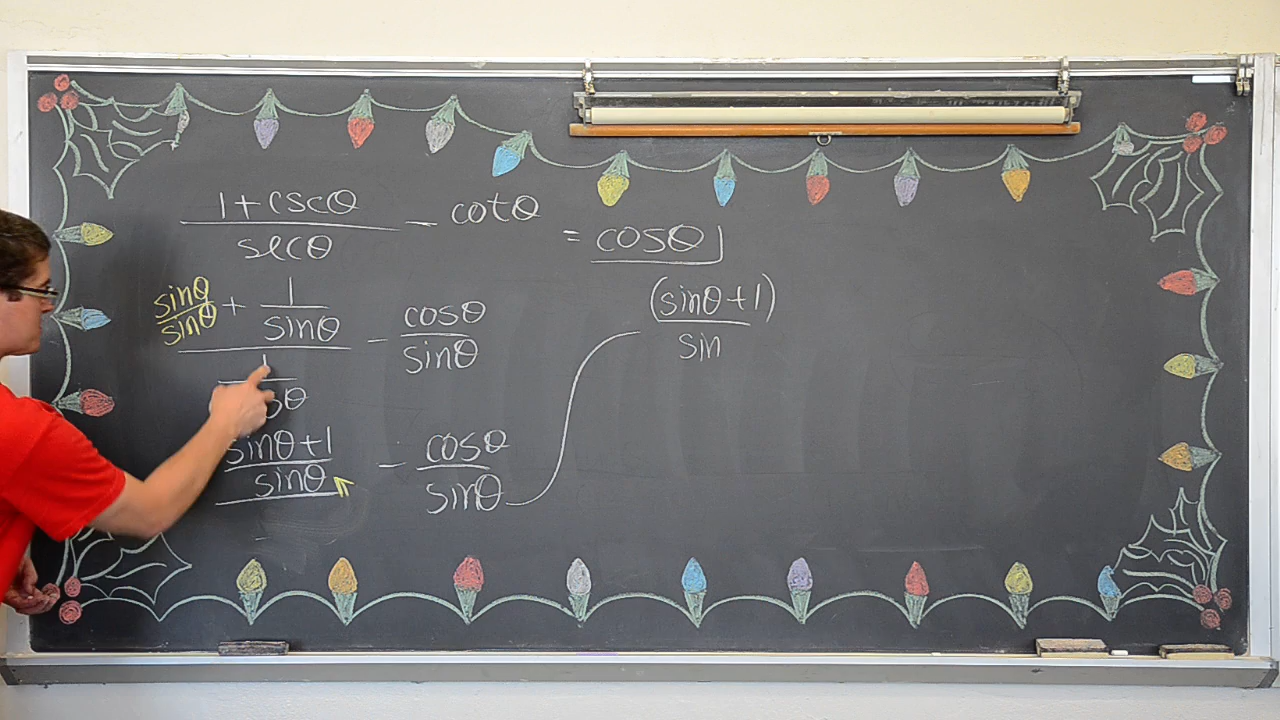 1 + cscθ
secθ
- cotθ
= cosθ
sinθ
sinθ
+
1
sinθ
- cosθ
sinθ
1
sinθ + 1
sinθ
- cosθ
sinθ
(sinθ + 1)
sin